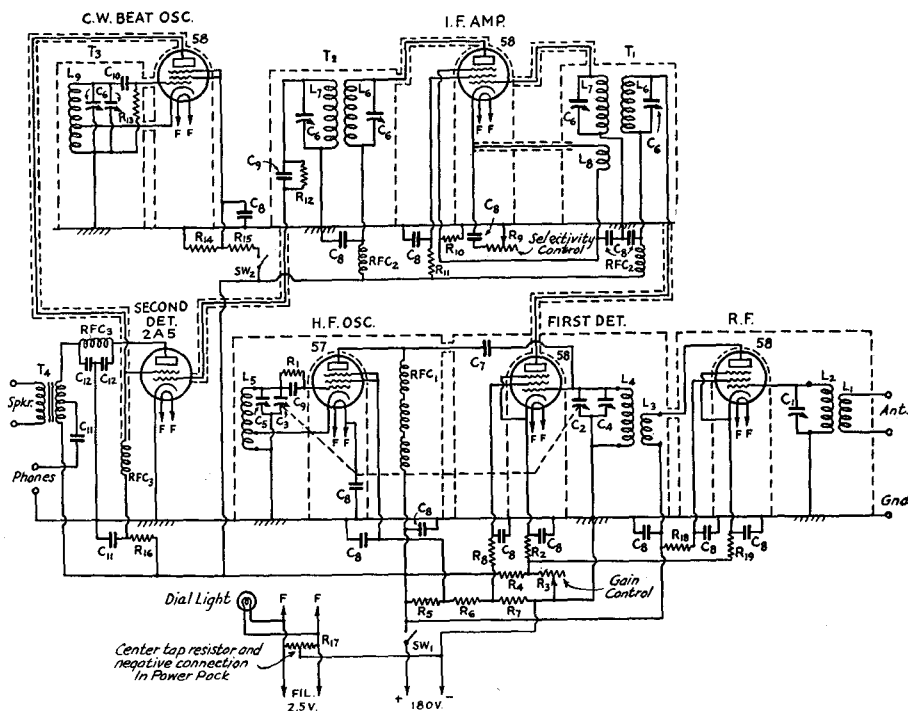 C.W. BEAT OSC.
I.F. AMP.
58
58
T3
T2
T1
L9
C10
C6
R13
F F
L7
L6
C6
C6
F F
L7
L6
C6
C6
L8
C9
R12
C8
R14
R15
SW2
C8
RFC2
C8
R11
R10
C8
R9
Selectivity
Control
C8
RFC2
SECOND
DET.
2A5
RFC3
T4
Spkr.
C12
C12
C11
F F
RFC3
Phones
C11
R16
H.F. OSC.
57
L5
R1
C9
C5
C3
F F
C8
RFC1
C7
FIRST DET.
58
F F
C2
C4
L4
L3
R.F.
58
F F
C1
L2
L1
Ant.
Gnd
C8
C8
R8
C8
R2
C8
C8
R18
C8
R19
C8
R4
R3
Gain
Control
R5
R6
R7
Dial Light
F
F
R17
Center tap resistor and
negative connection
In Power Pack
SW1
FIL.
2.5 V.
+ 180V. -